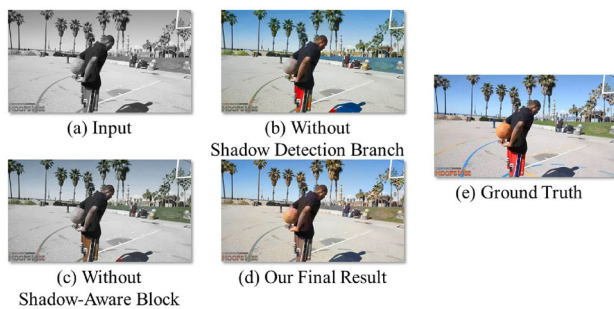 (a) Input
(b) Without
Shadow Detection Branch
(c) Without
Shadow-Aware Block
(d) Our Final Result
(e) Ground Truth